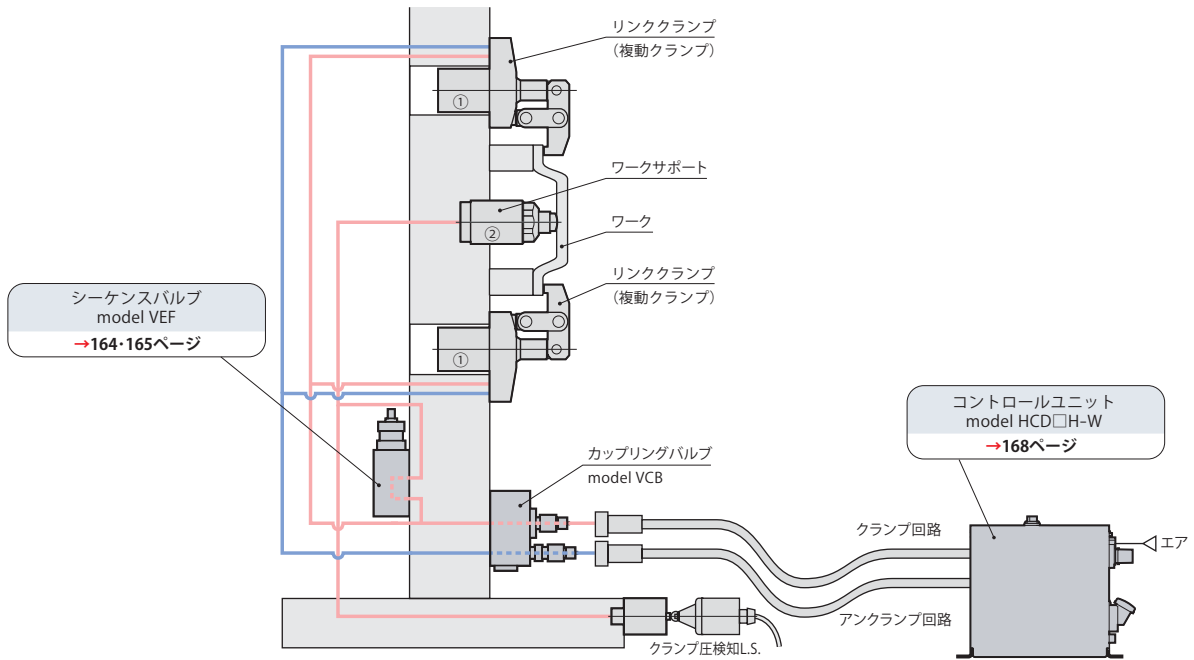 リンククランプ
（複動クランプ）
①
ワークサポート
②
ワーク
リンククランプ
（複動クランプ）
①
シーケンスバルブ
model VEF
→164・165ページ
コントロールユニット
model HCD□H-W
→168ページ
カップリングバルブ
model VCB
クランプ回路
エア
アンクランプ回路
クランプ圧検知L.S.